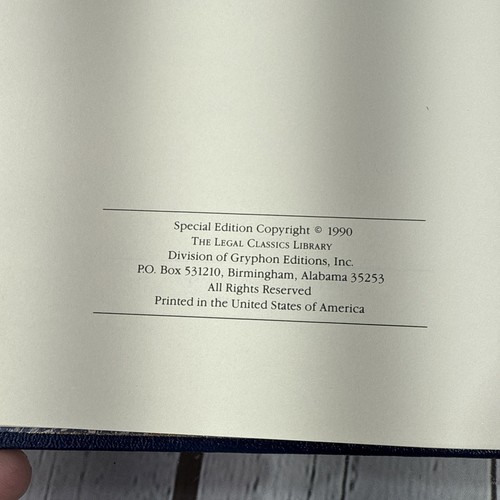 Special Edition Copyright © 1990
THE LEGAL CLASSICS LIBRARY
Division of Gryphon Editions, Inc.
P.O. Box 531210, Birmingham, Alabama 35253
All Rights Reserved
Printed in the United States of America